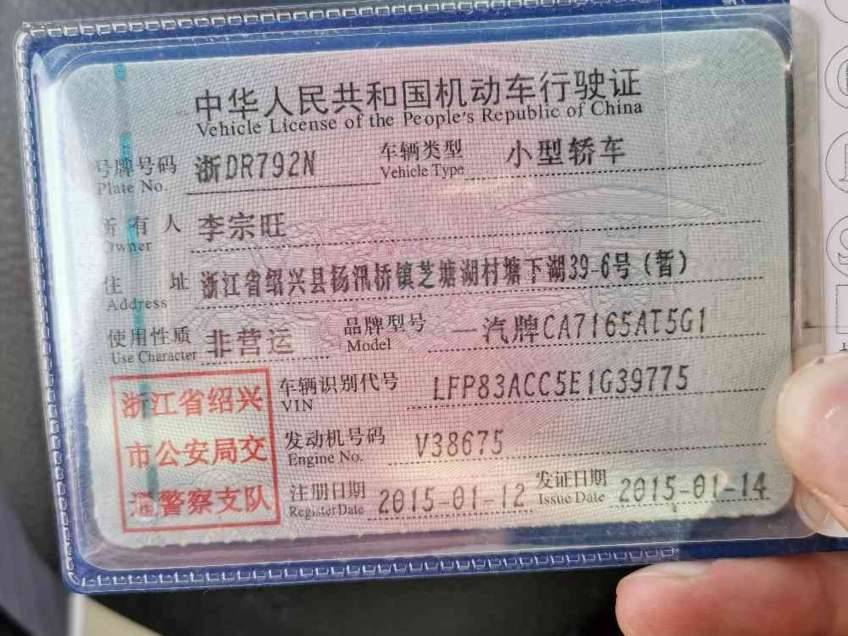 中华人民共和国机动车行驶证
Vehicle License of the People's Republic of China
号牌号码 浙DR792N 车辆类型 小型轿车
Plate No. Vehicle Type
所有人 李宗旺
Owner
住址 浙江省绍兴县杨汛桥镇芝塘湖村塘下湖39-6号(暂)
Address
使用性质 非营运 品牌型号 一汽牌CA7165AT5G1
Use Character Model
浙江省绍兴
市公安局交
通警察支队
车辆识别代号 LFP83ACC5E1G39775
VIN
发动机号码 V38675
Engine No.
注册日期 2015-01-12 发证日期 2015-01-14
Register Date Issue Date